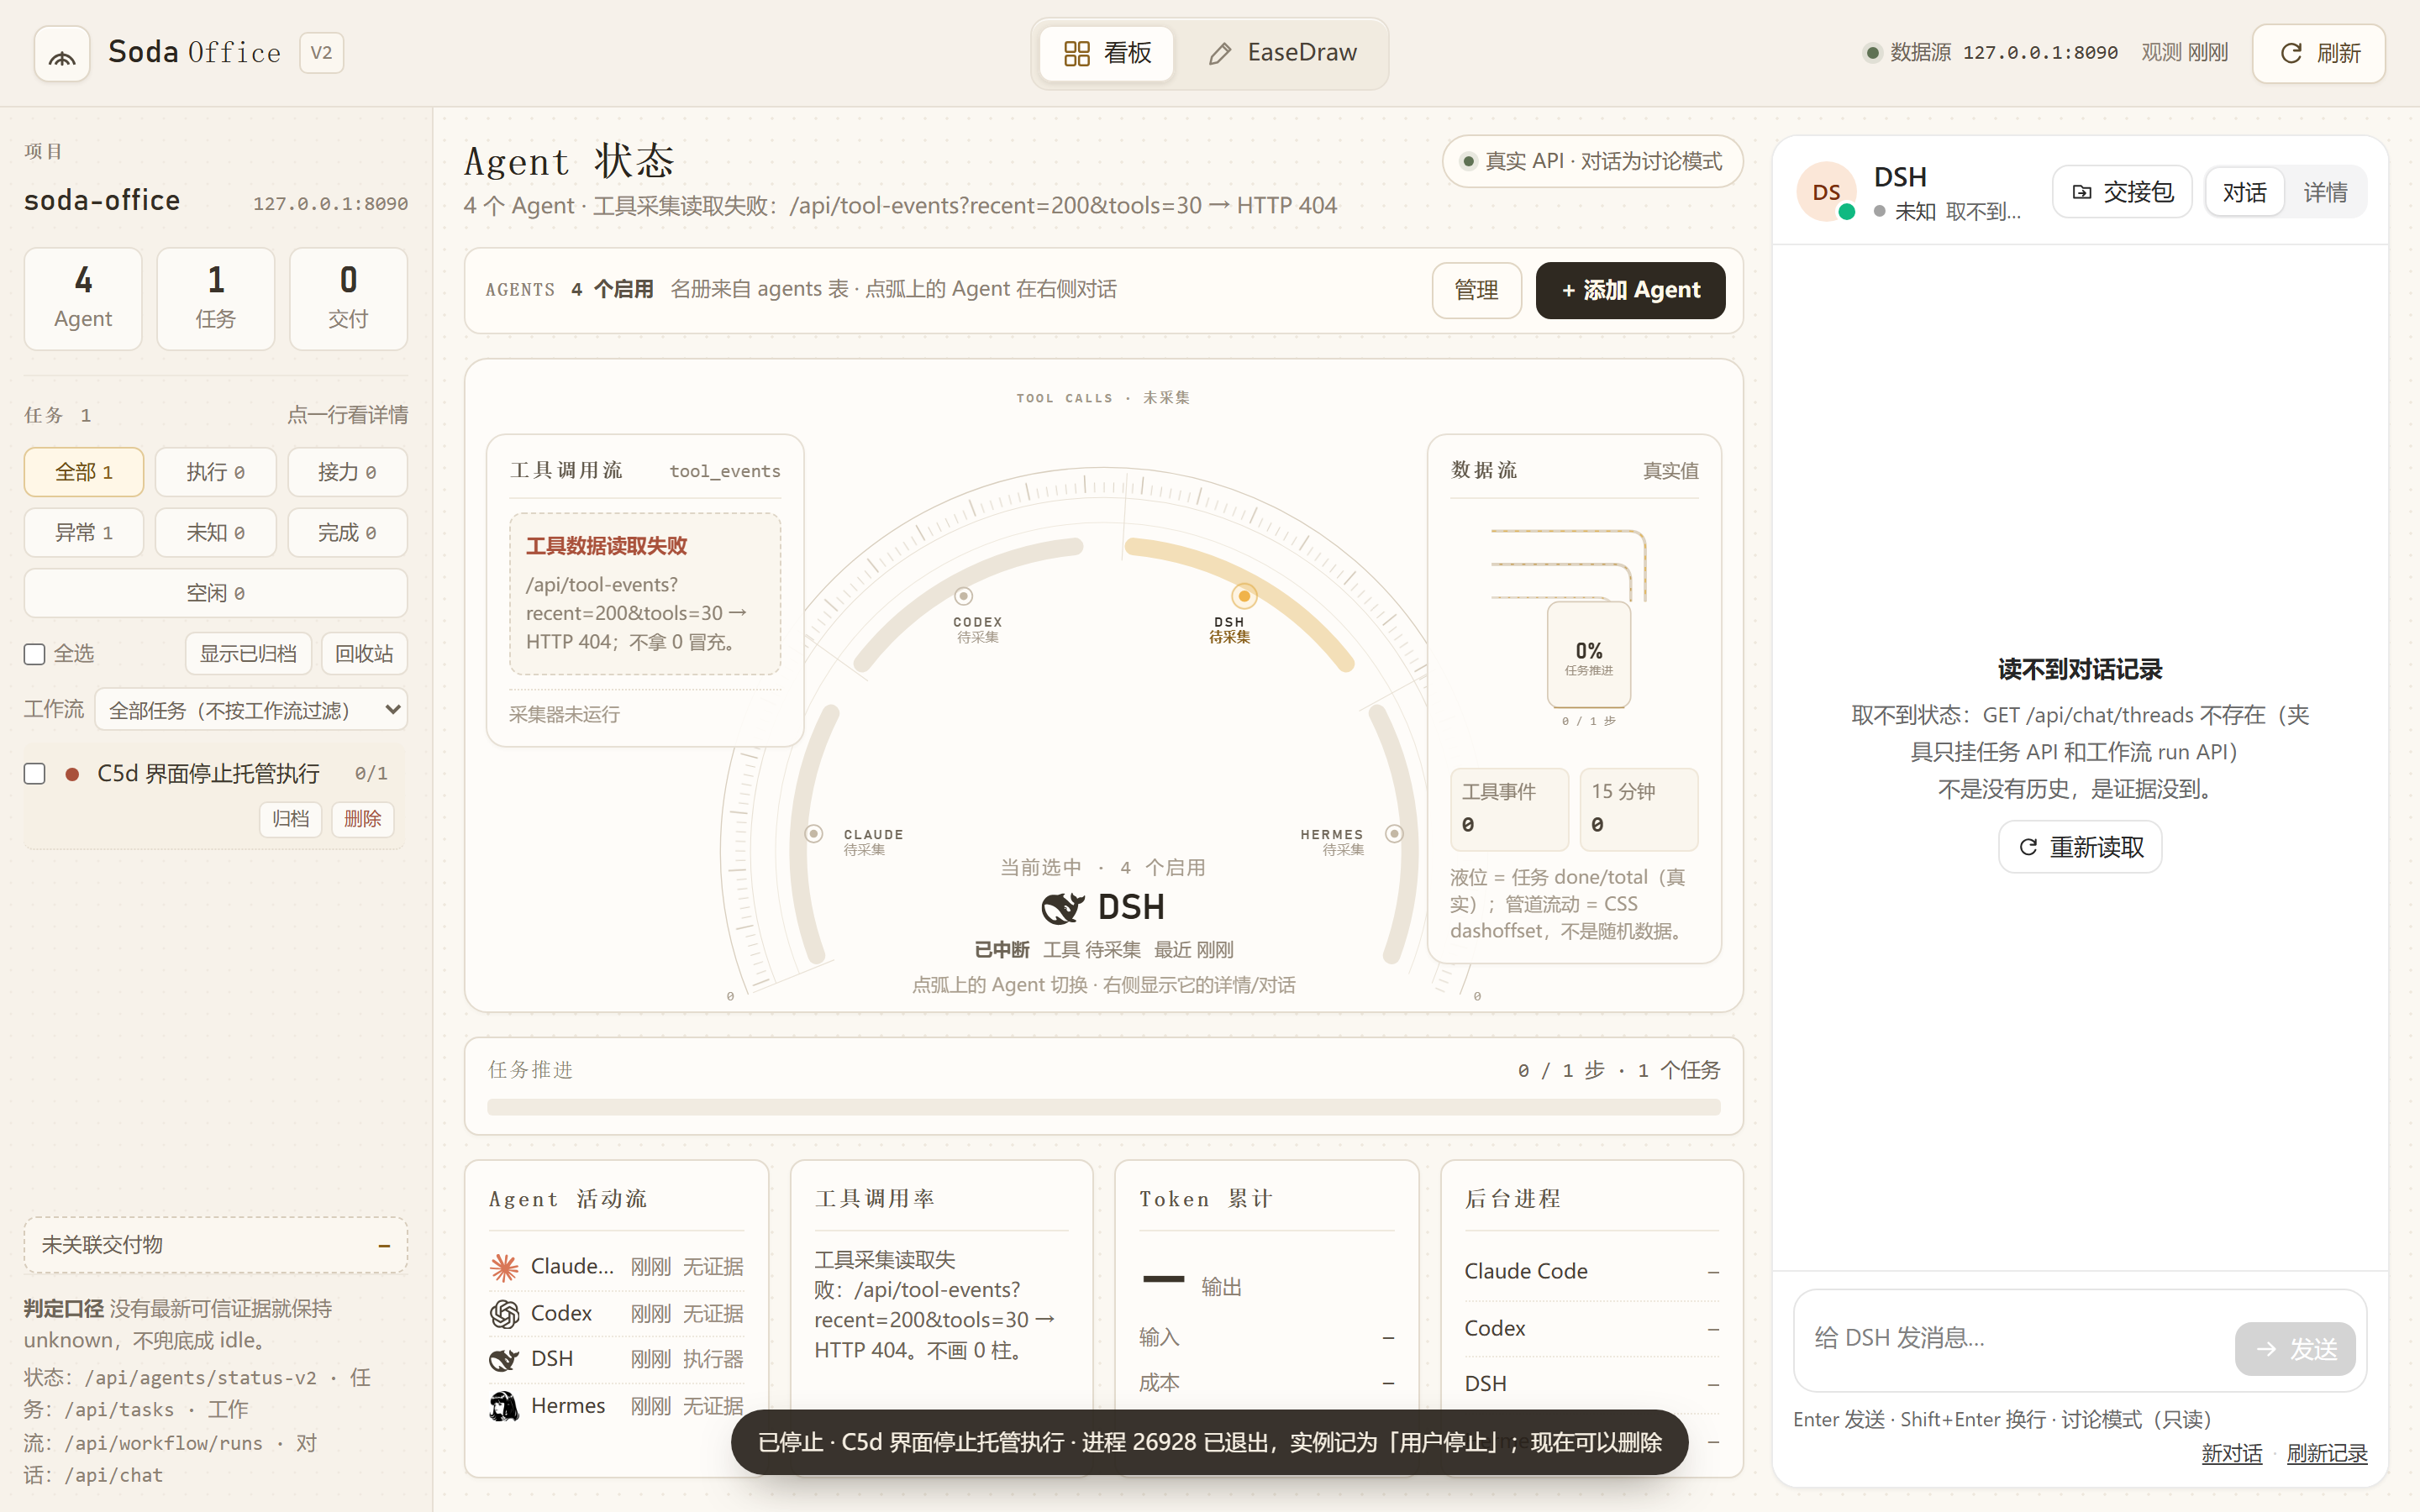 Soda Office V2
看板
EaseDraw
数据源 127.0.0.1:8090 观测 刚刚
刷新
项目
soda-office 127.0.0.1:8090
4 1 0
Agent 任务 交付
任务 1 点一行看详情
全部 1 执行 0 接力 0
异常 1 未知 0 完成 0
空闲 0
全选 显示已归档 回收站
工作流 全部任务（不按工作流过滤）
C5d 界面停止托管执行 0/1
归档 删除
未关联交付物 –
判定口径 没有最新可信证据就保持
unknown，不兜底成 idle。
状态：/api/agents/status-v2 · 任
务：/api/tasks · 工作
流：/api/workflow/runs · 对
话：/api/chat
Agent 状态
真实 API · 对话为讨论模式
4 个 Agent · 工具采集读取失败：/api/tool-events?recent=200&tools=30 → HTTP 404
AGENTS 4 个启用 名册来自 agents 表 · 点弧上的 Agent 在右侧对话
管理
+ 添加 Agent
TOOL CALLS · 未采集
工具调用流 tool_events
工具数据读取失败
/api/tool-events?
recent=200&tools=30 →
HTTP 404；不拿 0 冒充。
采集器未运行
CODEX
待采集
DSH
待采集
CLAUDE
待采集
HERMES
待采集
当前选中 · 4 个启用
DSH
已中断 工具 待采集 最近 刚刚
点弧上的 Agent 切换 · 右侧显示它的详情/对话
0
0
数据流 真实值
0%
任务推进
0 / 1 步
工具事件
0
15 分钟
0
液位 = 任务 done/total（真
实）；管道流动 = CSS
dashoffset，不是随机数据。
任务推进 0 / 1 步 · 1 个任务
Agent 活动流
Claude... 刚刚 无证据
Codex 刚刚 无证据
DSH 刚刚 执行器
Hermes 刚刚 无证据
工具调用率
工具采集读取失
败：/api/tool-events?
recent=200&tools=30 →
HTTP 404。不画 0 柱。
Token 累计
— 输出
输入 –
成本 –
后台进程
Claude Code –
Codex –
DSH –
–
已停止 · C5d 界面停止托管执行 · 进程 26928 已退出，实例记为「用户停止」；现在可以删除
DS
DSH
未知 取不到...
交接包
对话 详情
读不到对话记录
取不到状态：GET /api/chat/threads 不存在（夹
具只挂任务 API 和工作流 run API）
不是没有历史，是证据没到。
重新读取
给 DSH 发消息...
发送
Enter 发送 · Shift+Enter 换行 · 讨论模式（只读）
新对话 · 刷新记录